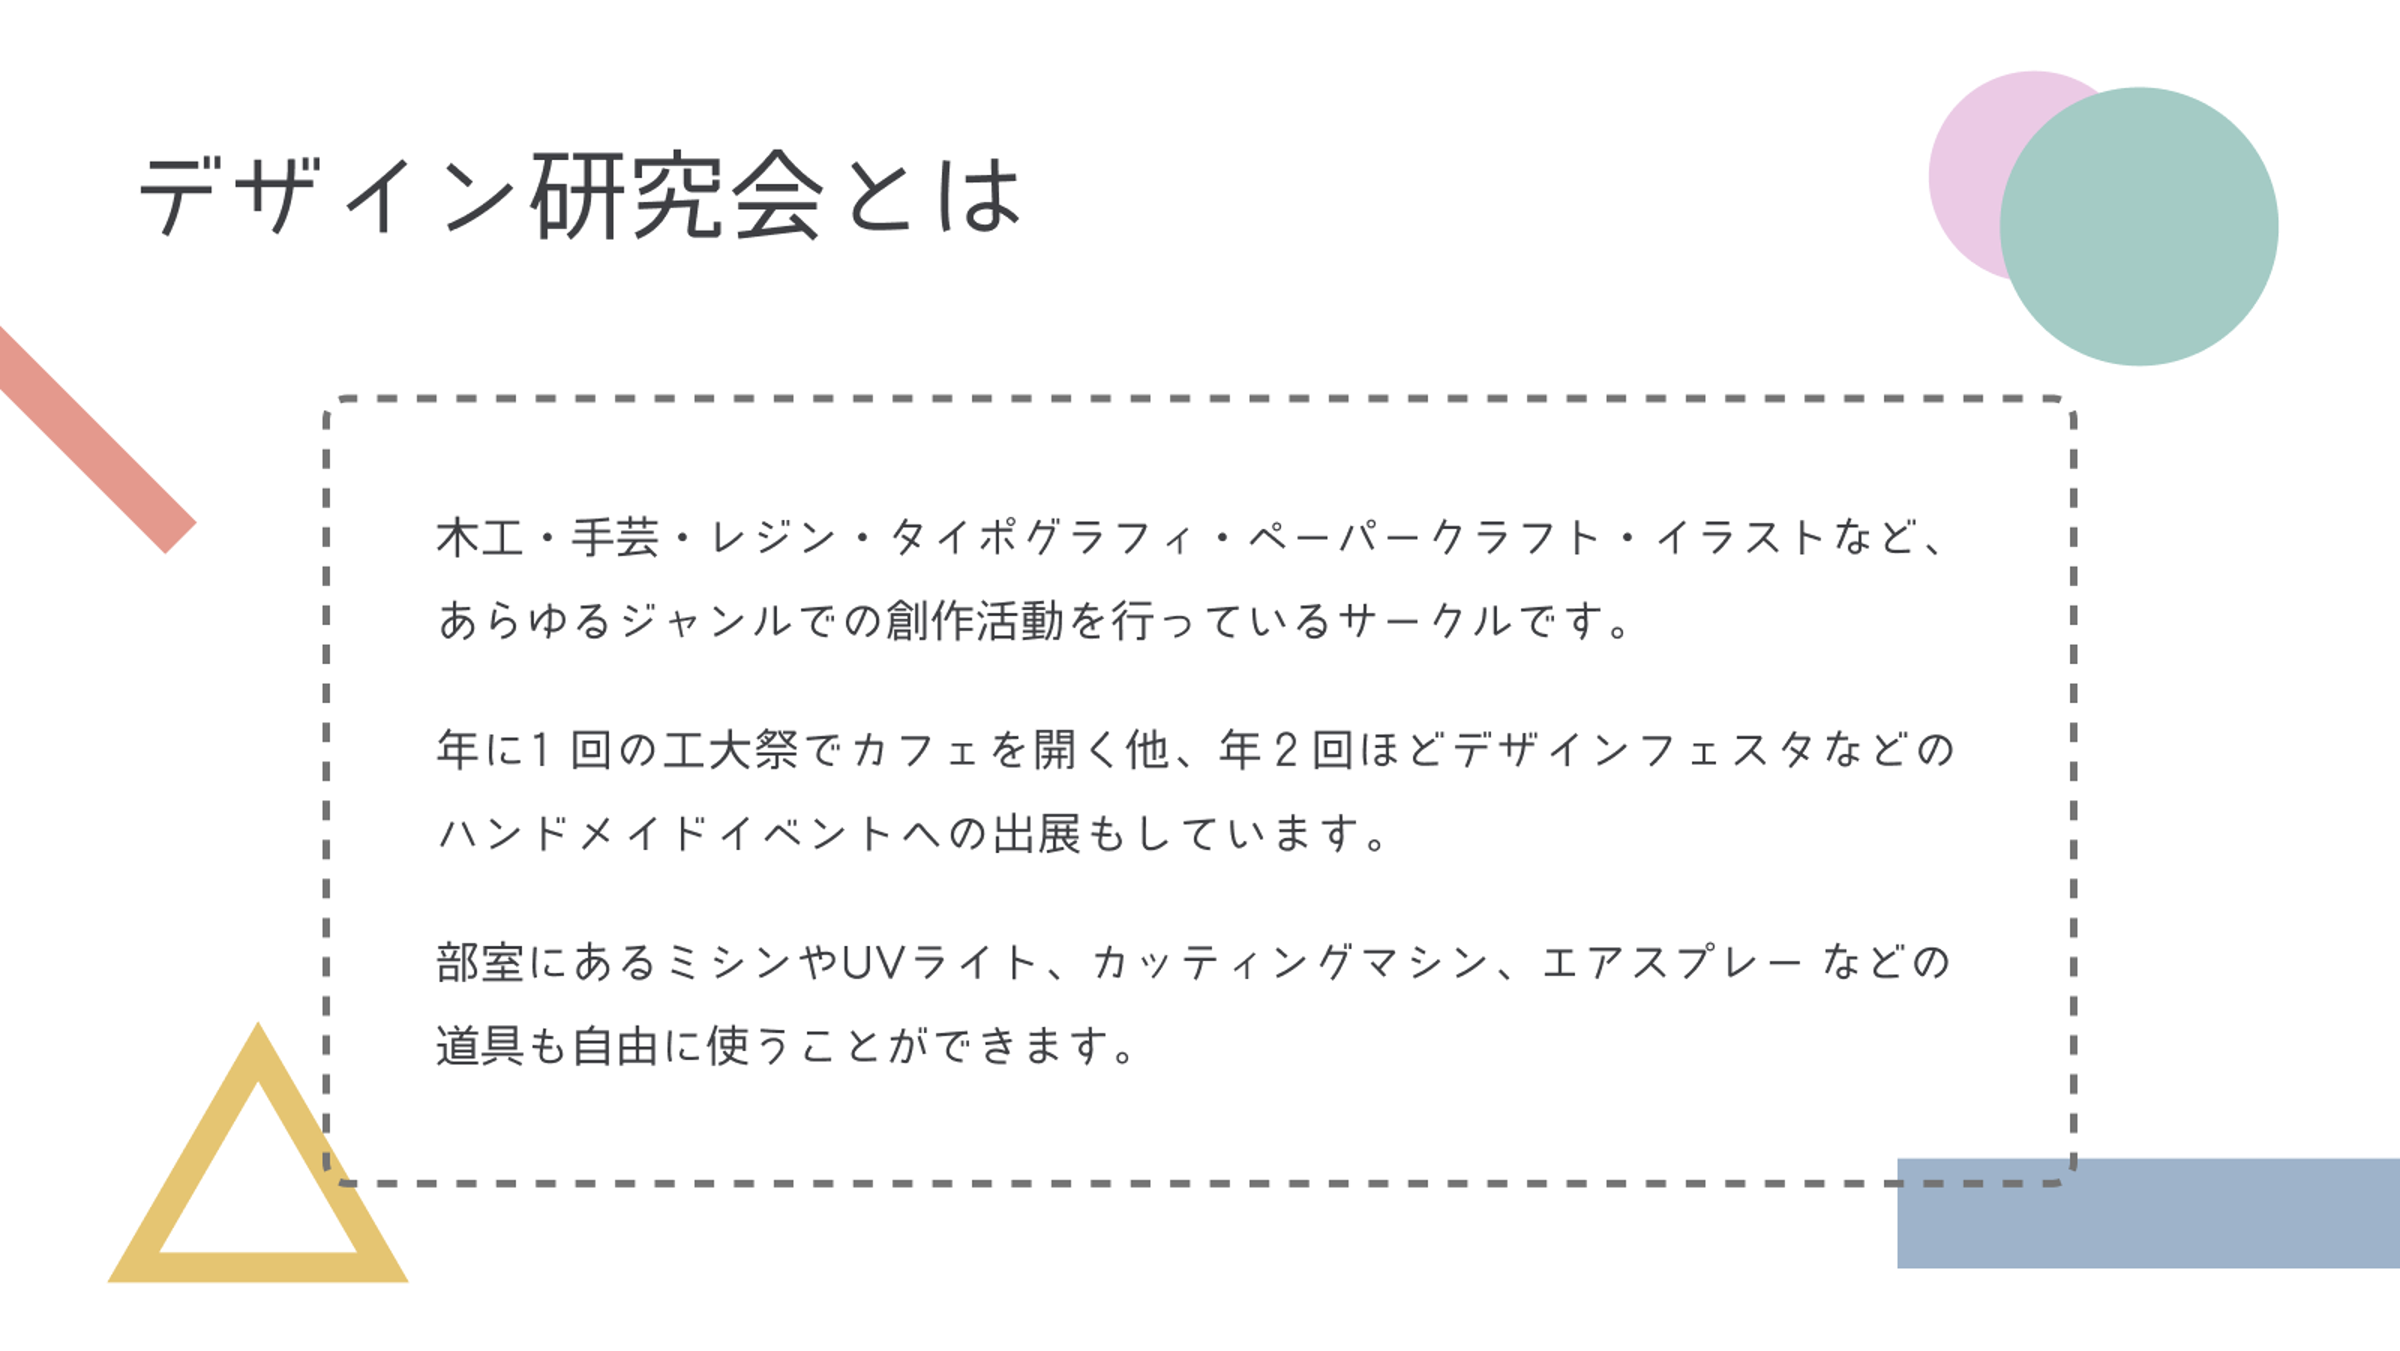 デザイン研究会とは
木工・手芸・レジン・タイポグラフィ・ペーパークラフト・イラストなど、
あらゆるジャンルでの創作活動を行っているサークルです。
年に1 回の工大祭でカフェを開く他、年2回ほどデザインフェスタなどの
ハンドメイドイベントへの出展もしています。
部室にあるミシンやUVライト、カッティングマシン、エアスプレー などの
道具も自由に使うことができます。